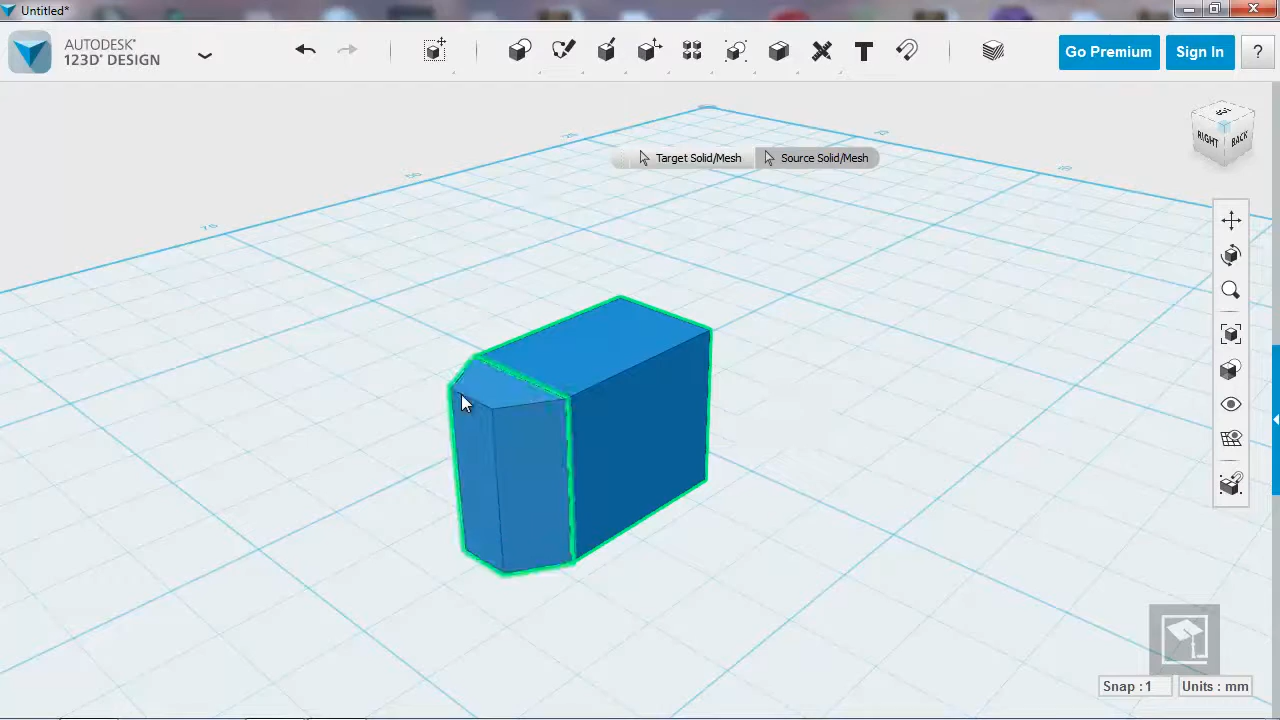 Untitled*
AUTODESK®
123D® DESIGN
Go Premium
Sign In
?
Target Solid/Mesh
Source Solid/Mesh
RIGHT
BACK
Snap : 1
Units : mm